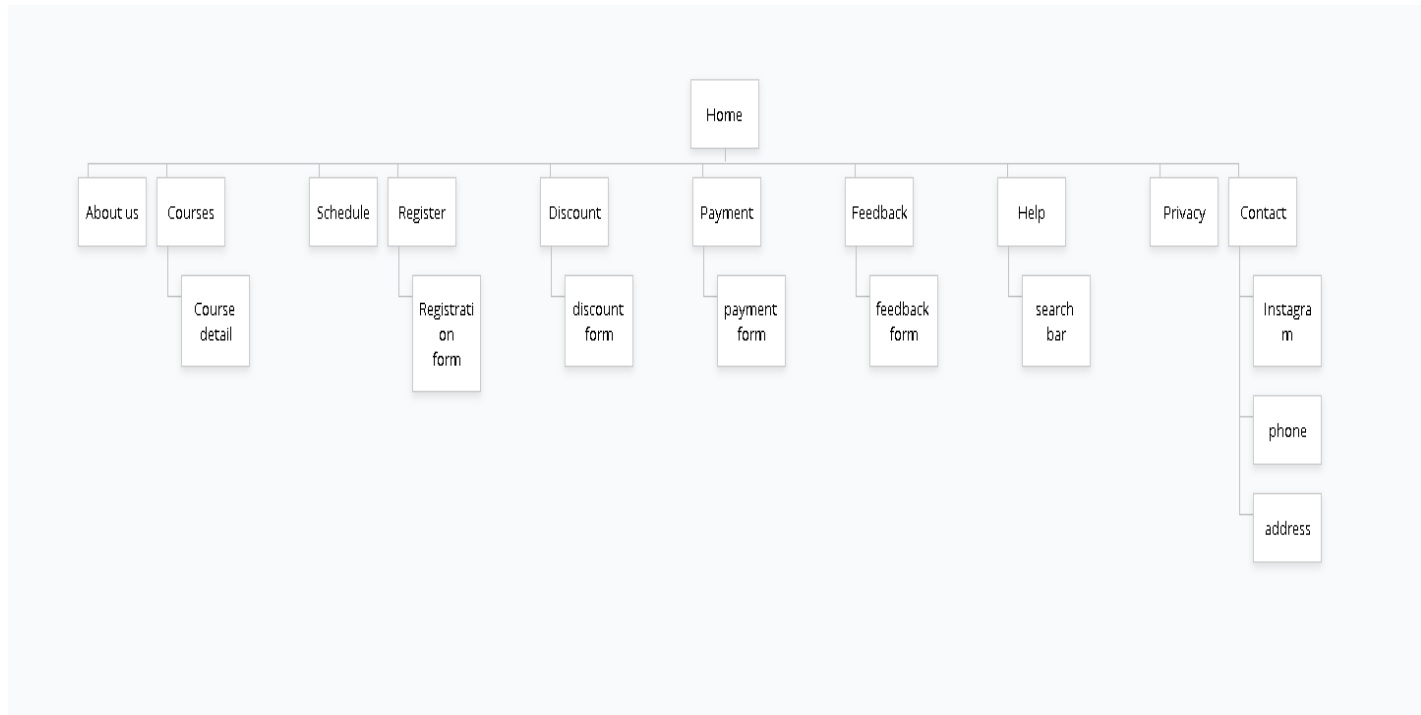 Home
About us
Courses
Schedule
Register
Discount
Payment
Feedback
Help
Privacy
Contact
Course
detail
Registrati
on
form
discount
form
payment
form
feedback
form
search
bar
Instagra
m
phone
address